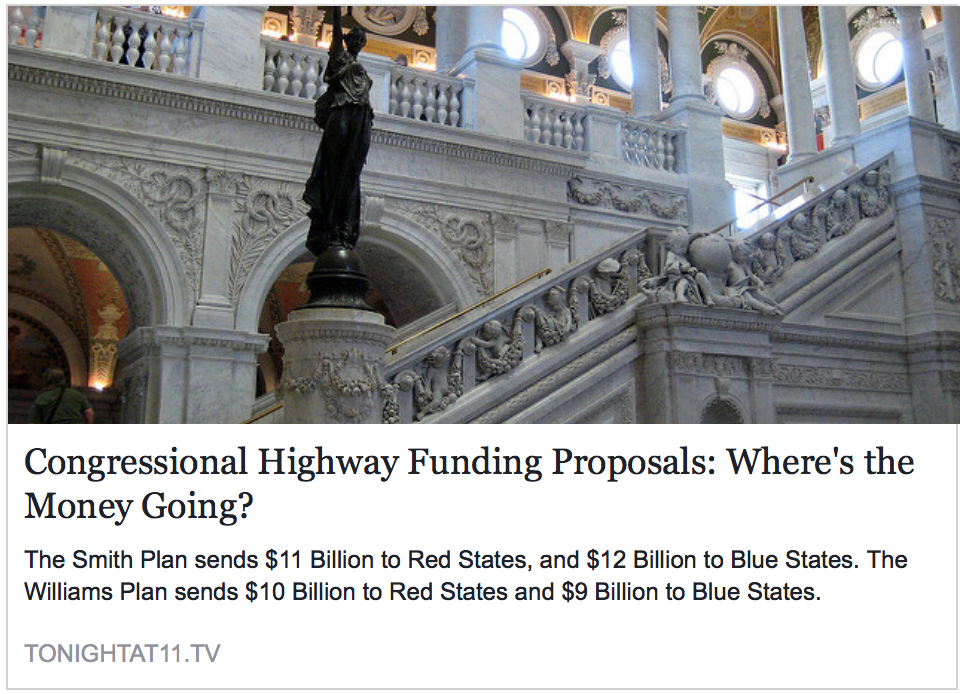 Congressional Highway Funding Proposals: Where's the
Money Going?
The Smith Plan sends $11 Billion to Red States, and $12 Billion to Blue States. The
Williams Plan sends $10 Billion to Red States and $9 Billion to Blue States.
TONIGHTAT11.TV